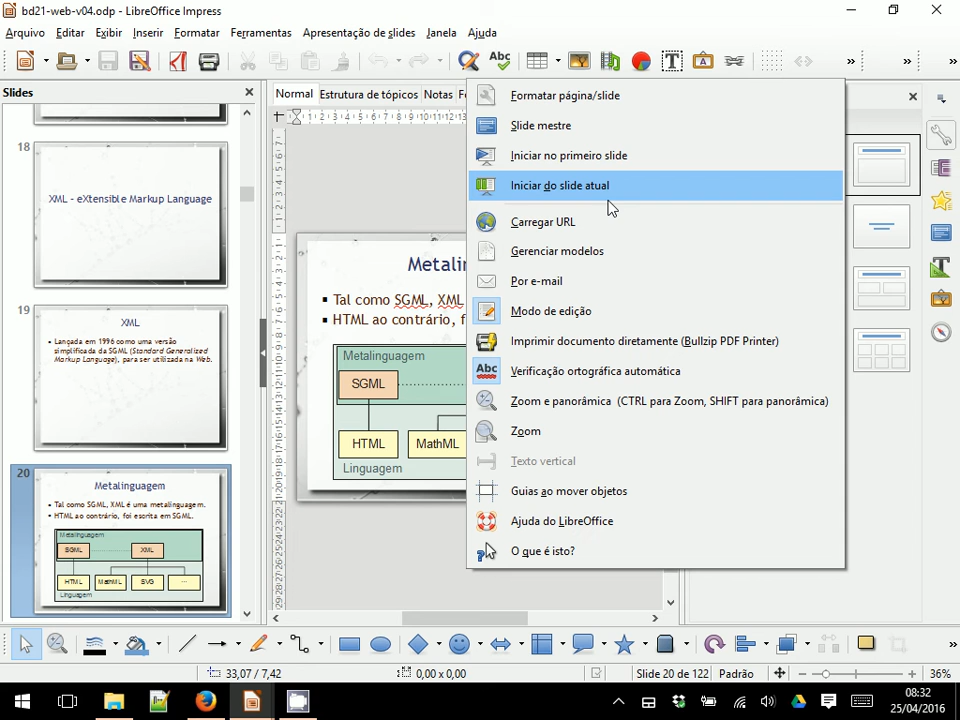 bd21-web-v04.odp - LibreOffice Impress
Arquivo Editar Exibir Inserir Formatar Ferramentas Apresentação de slides Janela Ajuda
Slides
Normal Estrutura de tópicos Notas
18
XML - eXtensible Markup Language
19
XML
Lançada em 1996 como uma versão
simplificada da SGML (Standard Generalized
Markup Language), para ser utilizada na Web.
20
Metalinguagem
Tal como SGML, XML é uma metalinguagem.
HTML ao contrário, foi escrita em SGML.
Metalinguagem
SGML XML
HTML MathML SVG ...
Linguagem
Tal como SGML, XML
HTML ao contrário, f
Metalinguagem
SGML
HTML MathML
Linguagem
Formatar página/slide
Slide mestre
Iniciar no primeiro slide
Iniciar do slide atual
Carregar URL
Gerenciar modelos
Por e-mail
Modo de edição
Imprimir documento diretamente (Bullzip PDF Printer)
Abc Verificação ortográfica automática
Zoom e panorâmica (CTRL para Zoom, SHIFT para panorâmica)
Zoom
Texto vertical
Guias ao mover objetos
Ajuda do LibreOffice
O que é isto?
33,07 / 7,42 0,00 x 0,00 Slide 20 de 122 Padrão 36%
08:32
25/04/2016